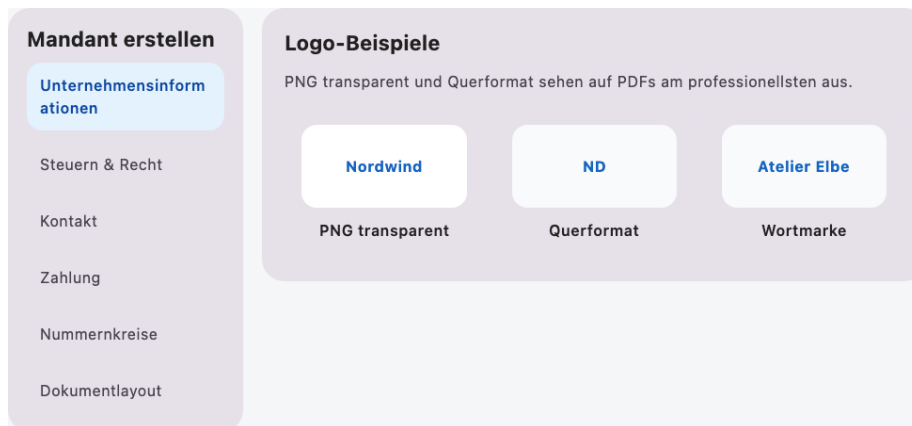 Mandant erstellen
Unternehmensinform
ationen
Steuern & Recht
Kontakt
Zahlung
Nummernkreise
Dokumentlayout
Logo-Beispiele
PNG transparent und Querformat sehen auf PDFs am professionellsten aus.
Nordwind
ND
Atelier Elbe
PNG transparent
Querformat
Wortmarke